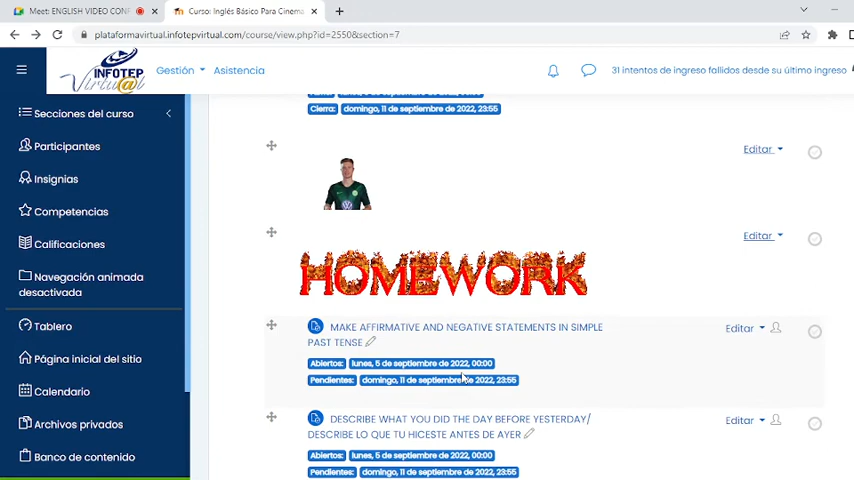 Meet: ENGLISH VIDEO CONF
Curso: Inglés Básico Para Cinema
plataformavirtual.infotepvirtual.com/course/view.php?id=2550&section=7
INFOTEP
Virtu@l
Gestión
Asistencia
31 intentos de ingreso fallidos desde su último ingreso
Secciones del curso
Participantes
Insignias
Competencias
Calificaciones
Navegación animada
desactivada
Tablero
Página inicial del sitio
Calendario
Archivos privados
Banco de contenido
Cierra: domingo, 11 de septiembre de 2022, 23:55
Editar
Editar
HOMEWORK
MAKE AFFIRMATIVE AND NEGATIVE STATEMENTS IN SIMPLE
PAST TENSE
Editar
Abiertos: lunes, 5 de septiembre de 2022, 00:00
Pendientes: domingo, 11 de septiembre de 2022, 23:55
DESCRIBE WHAT YOU DID THE DAY BEFORE YESTERDAY/
DESCRIBE LO QUE TU HICESTE ANTES DE AYER
Editar
Abiertos: lunes, 5 de septiembre de 2022, 00:00
Pendientes: domingo, 11 de septiembre de 2022, 23:55